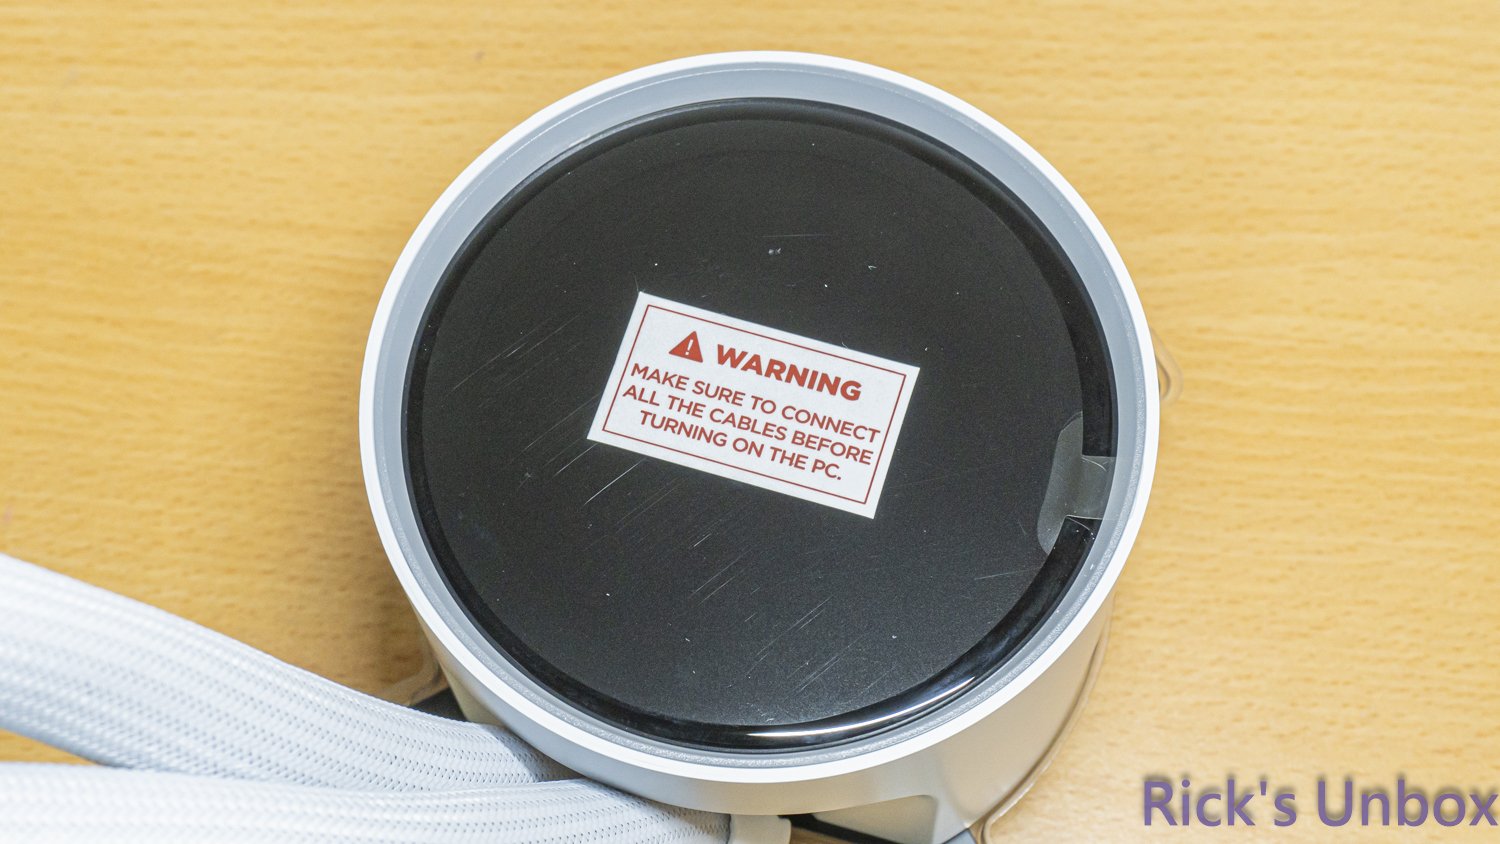 WARNING
MAKE SURE TO CONNECT
ALL THE CABLES BEFORE
TURNING ON THE PC.
Rick's Unbox